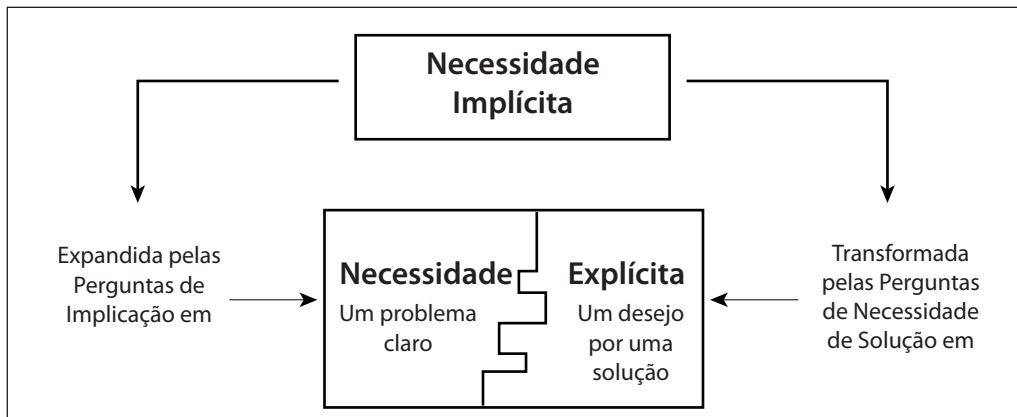 Necessidade
Implícita
Expandida pelas
Perguntas de
Implicação em
Necessidade
Um problema
claro
Explícita
Um desejo
por uma
solução
Transformada
pelas Perguntas
de Necessidade
de Solução em